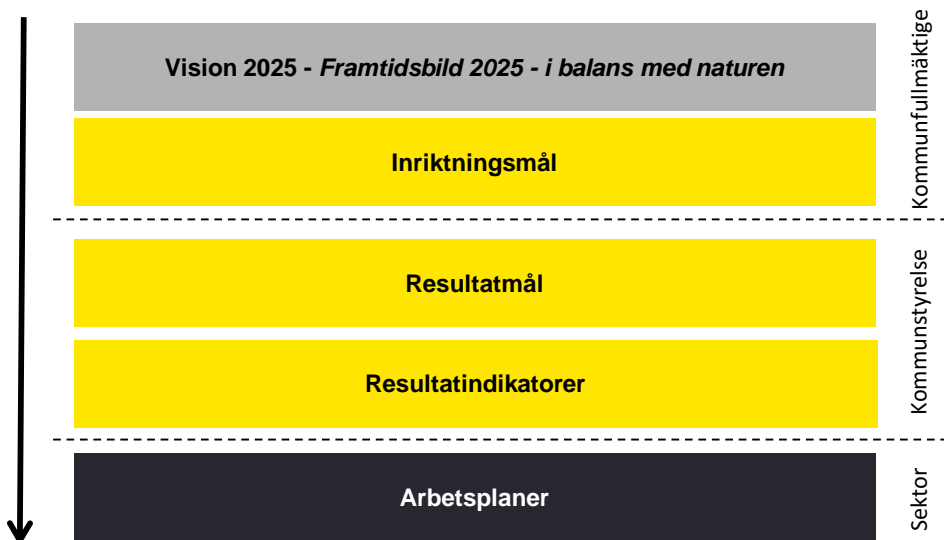 Vision 2025 - Framtidsbild 2025 - i balans med naturen
Inriktningsmål
Kommunfullmäktige
Resultatmål
Resultatindikatorer
Kommunstyrelse
Arbetsplaner
Sektor